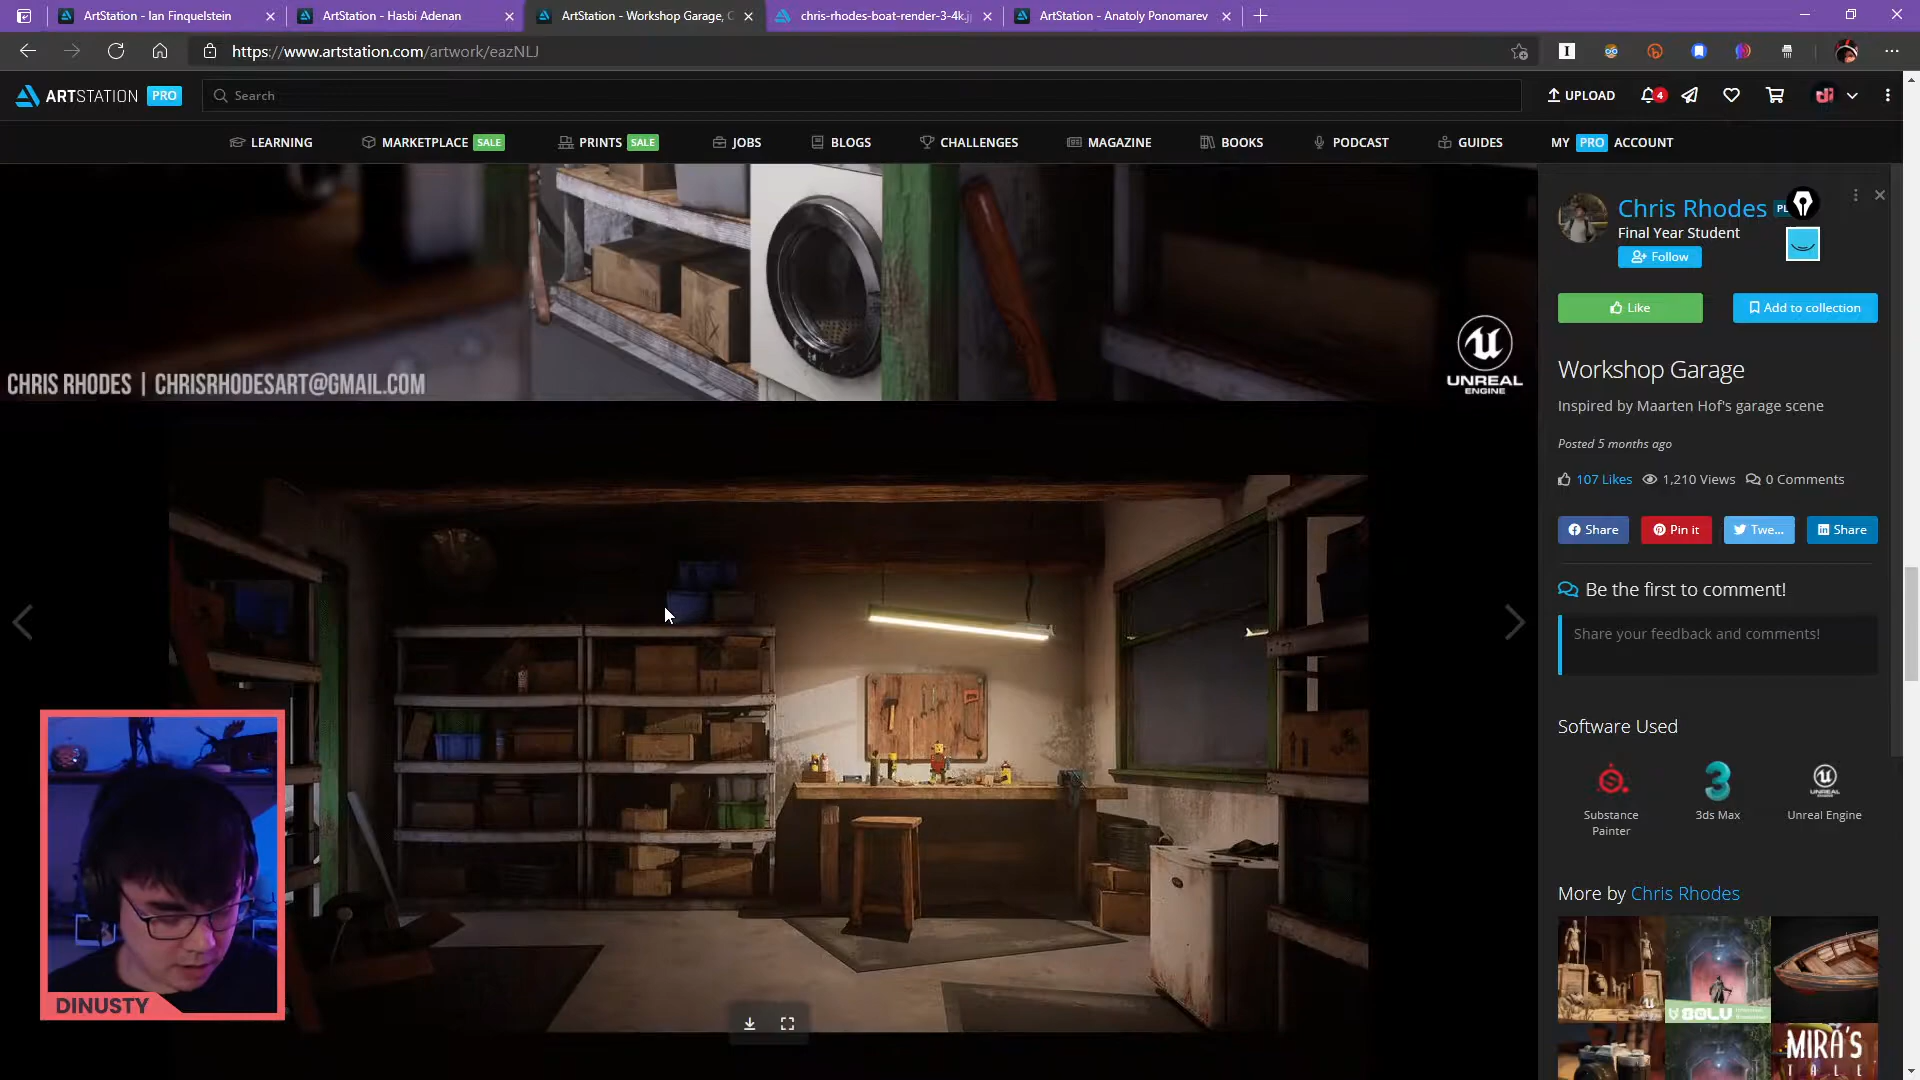 ArtStation - Ian Finquelstein
ArtStation - Hasbi Adenan
ArtStation - Workshop Garage, C
chris-rhodes-boat-render-3-4k.j
ArtStation - Anatoly Ponomarev
https://www.artstation.com/artwork/eazNLJ
ARTSTATION PRO
Search
UPLOAD
4
LEARNING
MARKETPLACE SALE
PRINTS SALE
JOBS
BLOGS
CHALLENGES
MAGAZINE
BOOKS
PODCAST
GUIDES
MY PRO ACCOUNT
CHRIS RHODES | CHRISRHODESART@GMAIL.COM
UNREAL
ENGINE
Chris Rhodes
Final Year Student
Follow
Like
Add to collection
Workshop Garage
Inspired by Maarten Hof's garage scene
Posted 5 months ago
107 Likes 1,210 Views 0 Comments
Share
Pin it
Twe...
Share
Be the first to comment!
Share your feedback and comments!
Software Used
Substance
Painter
3ds Max
Unreal Engine
More by Chris Rhodes
MIRA'S
TALE
DINUSTY